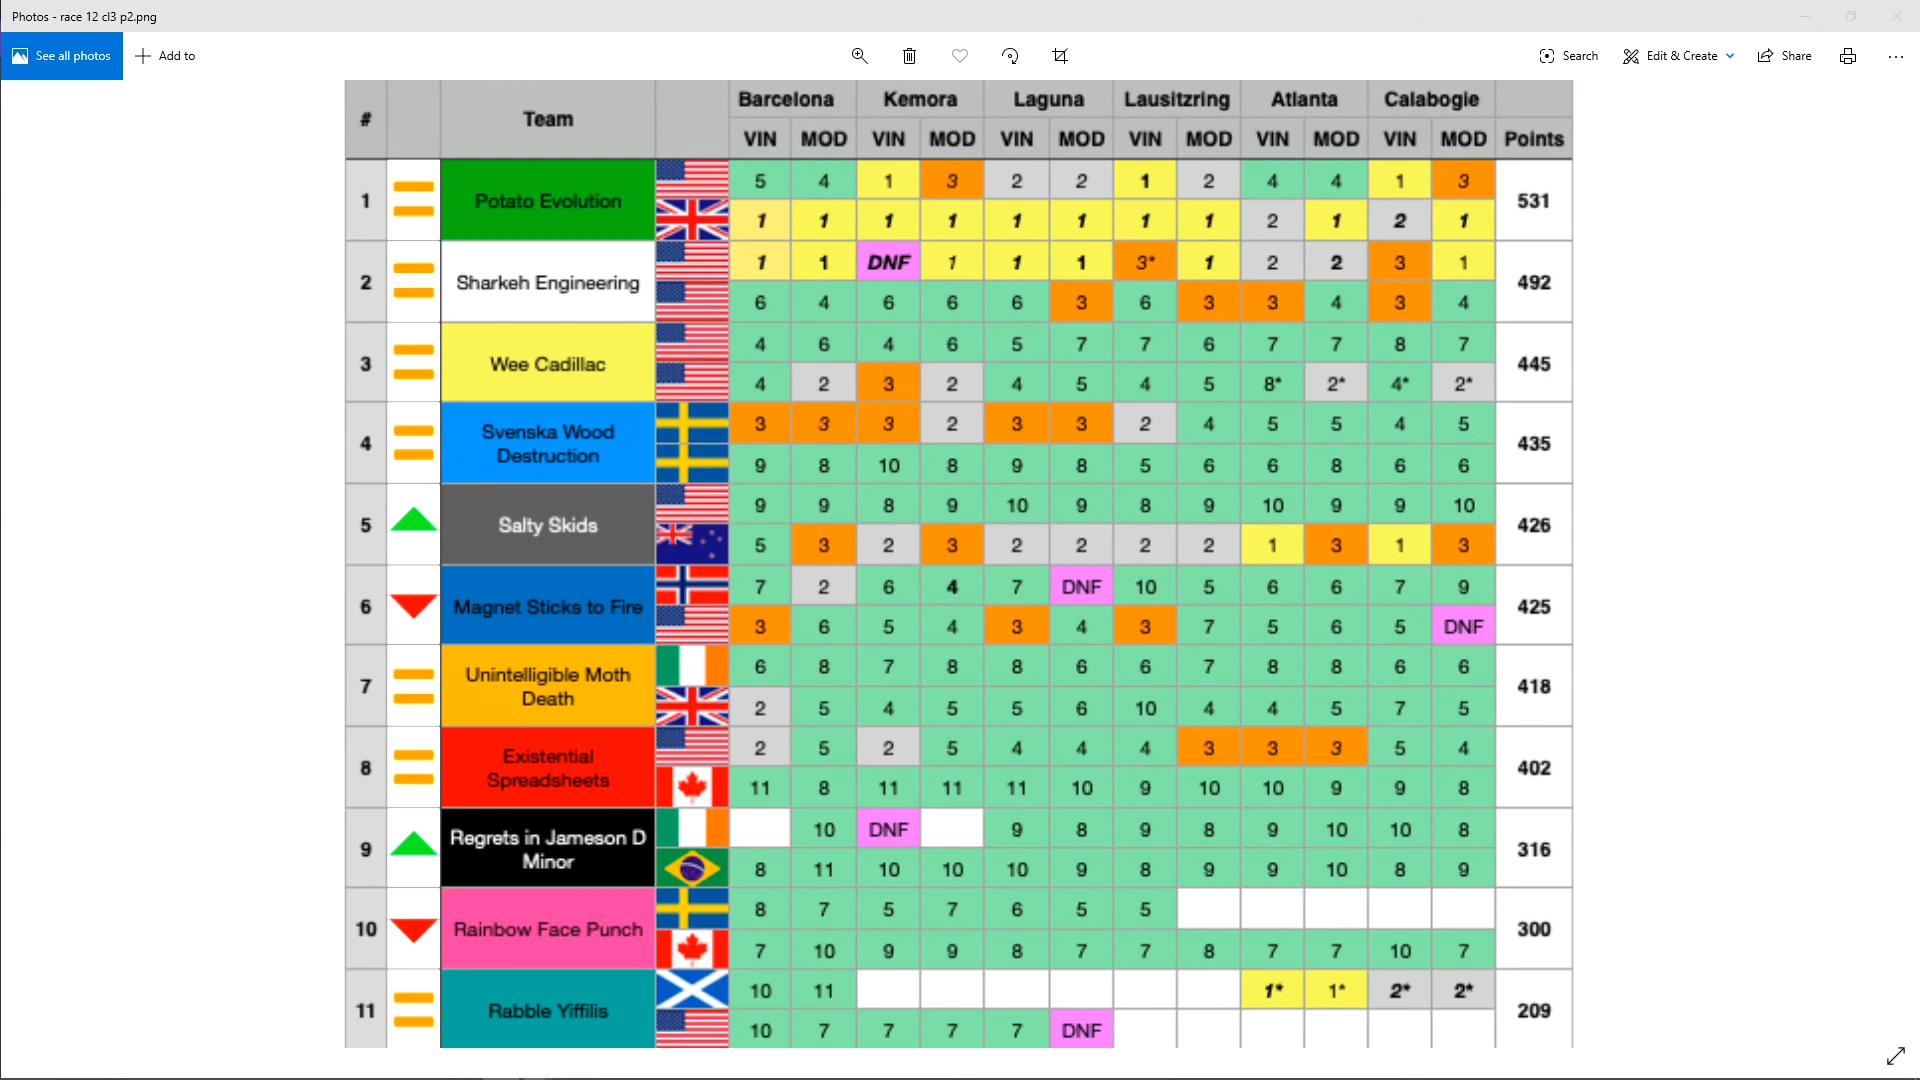 Photos - race 12 cl3 p2.png
See all photos Add to Search Edit & Create Share
Barcelona Kemora Laguna Lausitzring Atlanta Calabogie
# Team
VIN MOD VIN MOD VIN MOD VIN MOD VIN MOD VIN MOD Points
5 4 1 3 2 2 1 2 4 4 1 3
1 Potato Evolution 531
1 1 1 1 1 1 1 1 2 1 2 1
1 1 DNF 1 1 1 3* 1 2 2 3 1
2 Sharkeh Engineering 492
6 4 6 6 6 3 6 3 3 4 3 4
4 6 4 6 5 7 7 6 7 7 8 7
3 Wee Cadillac 445
4 2 3 2 4 5 4 5 8* 2* 4* 2*
3 3 3 2 3 3 2 4 5 5 4 5
Svenska Wood
4 435
Destruction
9 8 10 8 9 8 5 6 6 8 6 6
9 9 8 9 10 9 8 9 10 9 9 10
5 Salty Skids 426
5 3 2 3 2 2 2 2 1 3 1 3
7 2 6 4 7 DNF 10 5 6 6 7 9
6 Magnet Sticks to Fire 425
3 6 5 4 3 4 3 7 5 6 5 DNF
6 8 7 8 8 6 6 7 8 8 6 6
Unintelligible Moth
7 418
Death
2 5 4 5 5 6 10 4 4 5 7 5
2 5 2 5 4 4 4 3 3 3 5 4
Existential
8 402
Spreadsheets
11 8 11 11 11 10 9 10 10 9 9 8
10 DNF 9 8 9 8 9 10 10 8
Regrets in Jameson D
9 316
Minor
8 11 10 10 10 9 8 9 9 10 8 9
8 7 5 7 6 5 5
10 Rainbow Face Punch 300
7 10 9 9 8 7 7 8 7 7 10 7
10 11 1* 1* 2* 2*
11 Rabble Yiffilis 209
10 7 7 7 7 DNF